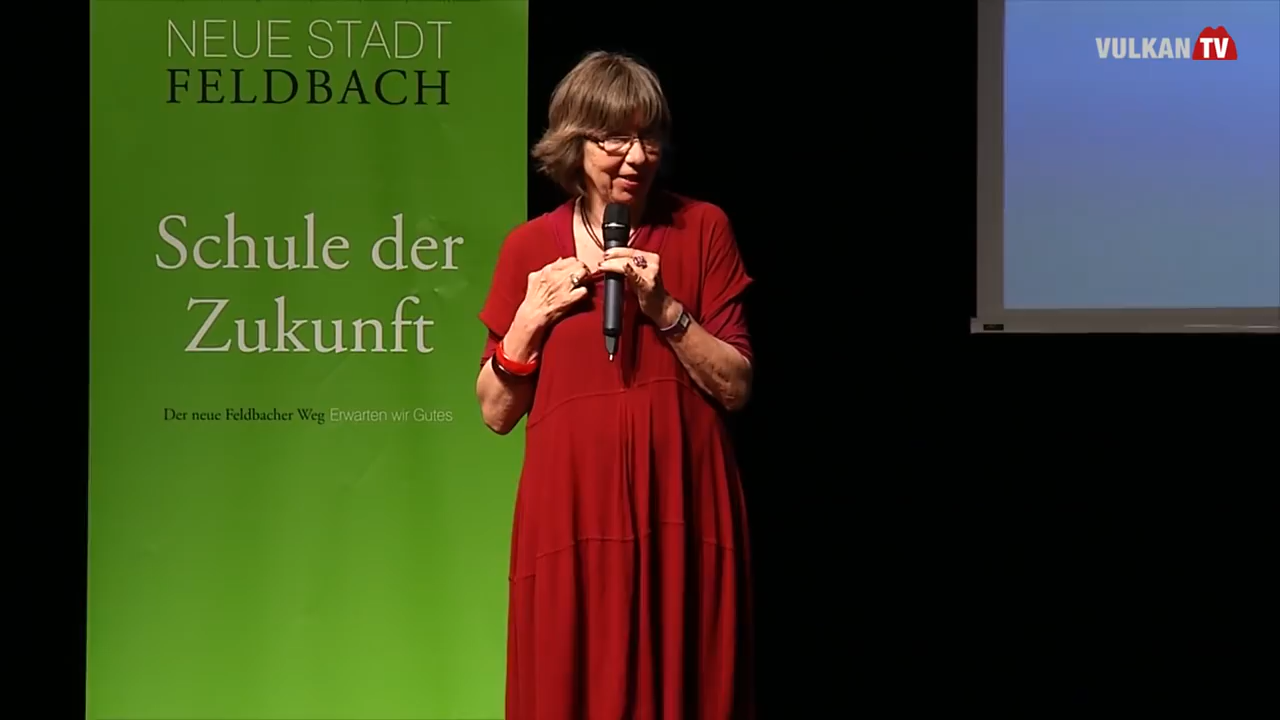 NEUE STADT
FELDBACH
Schule der
Zukunft
Der neue Feldbacher Weg Erwarten wir Gutes
VULKAN TV